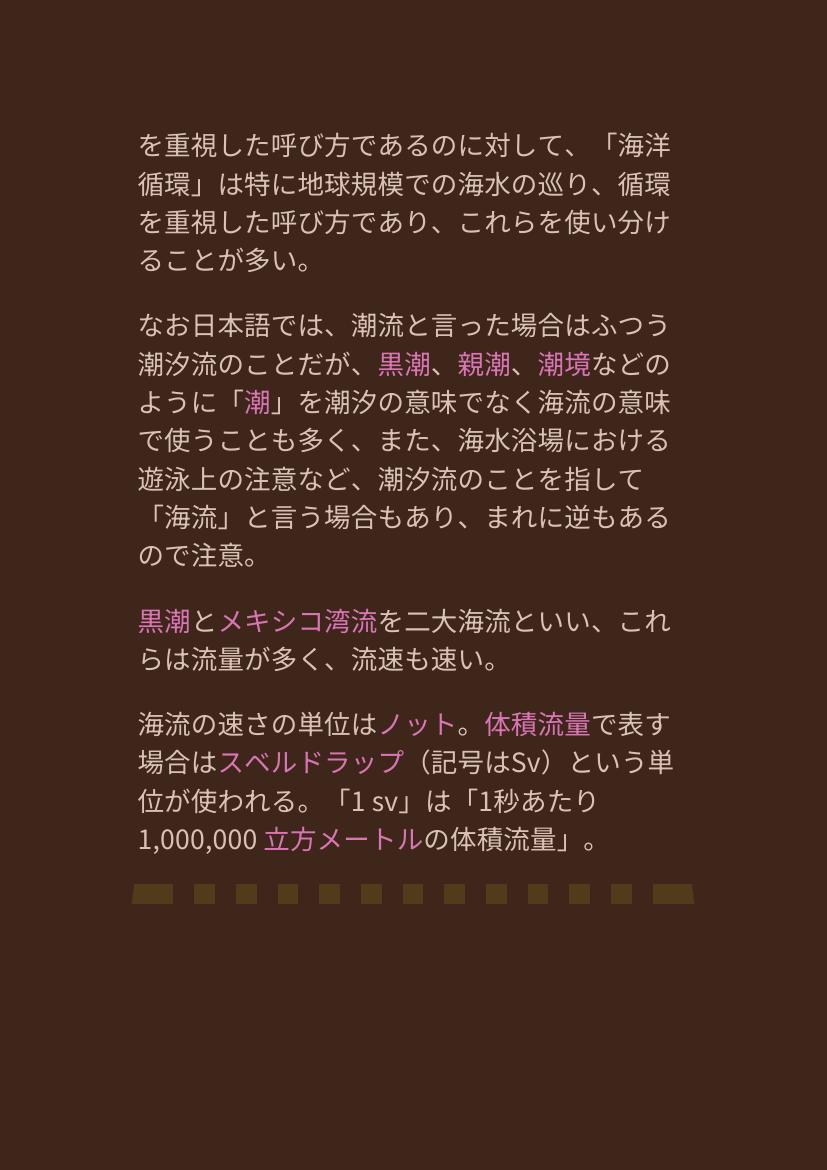 を重視した呼び方であるのに対して、「海洋
循環」は特に地球規模での海水の巡り、循環
を重視した呼び方であり、これらを使い分け
ることが多い。
なお日本語では、潮流と言った場合はふつう
潮汐流のことだが、黒潮、親潮、潮境などの
ように「潮」を潮汐の意味でなく海流の意味
で使うことも多く、また、海水浴場における
遊泳上の注意など、潮汐流のことを指して
「海流」と言う場合もあり、まれに逆もある
ので注意。
黒潮とメキシコ湾流を二大海流といい、これ
らは流量が多く、流速も速い。
海流の速さの単位はノット。体積流量で表す
場合はスベルドラップ（記号はSv）という単
位が使われる。「1 sv」は「1秒あたり
1,000,000 立方メートルの体積流量」。